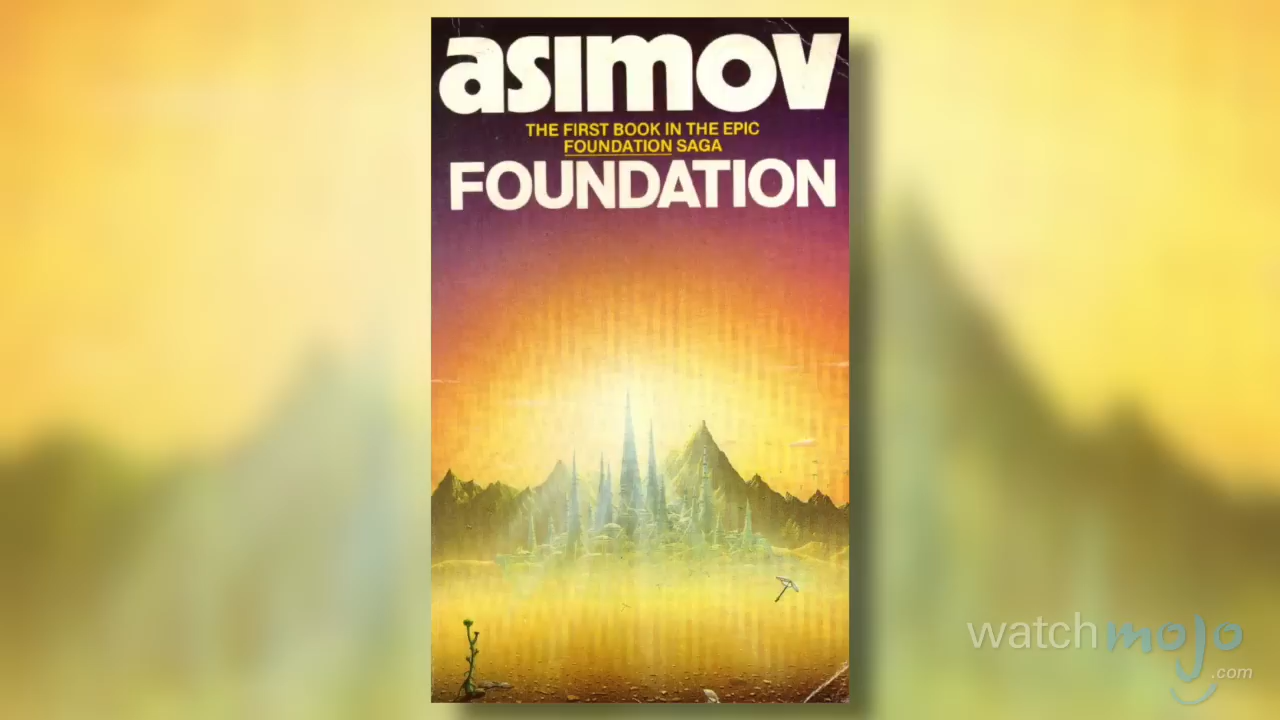 asimov
THE FIRST BOOK IN THE EPIC
FOUNDATION SAGA
FOUNDATION
watchmojo
.com